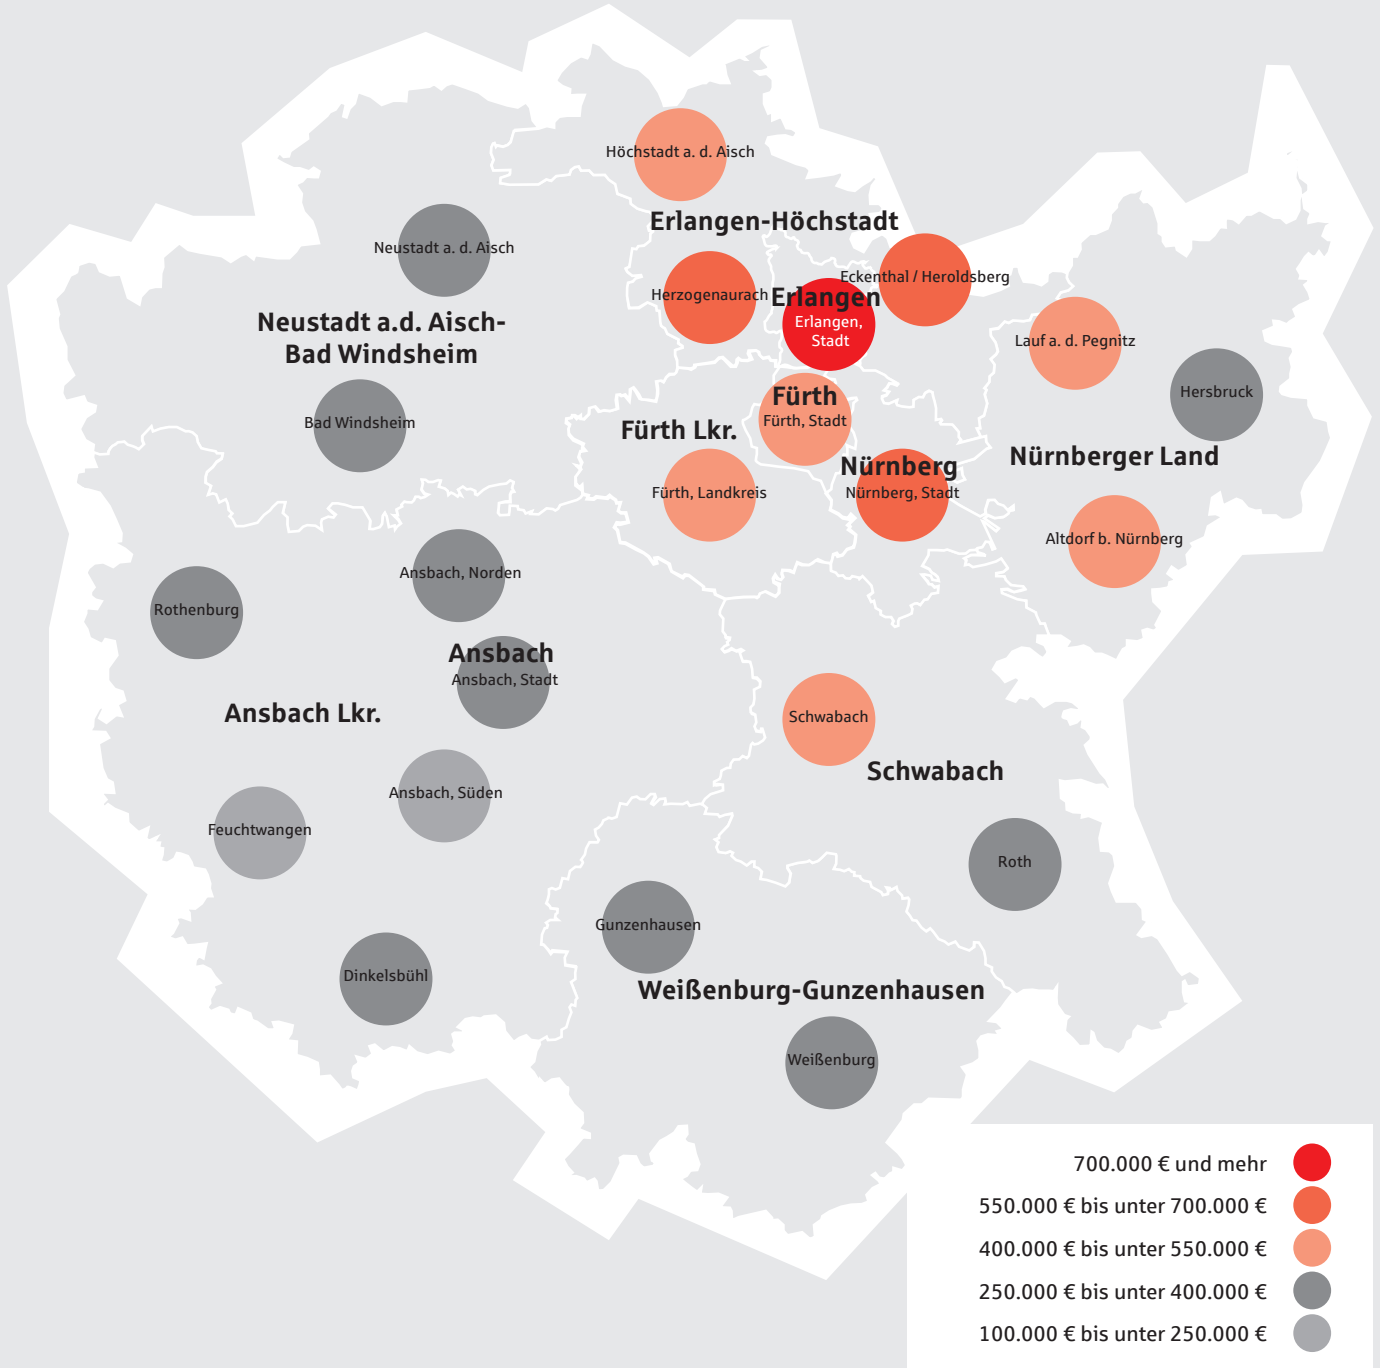 Höchstadt a. d. Aisch
Erlangen-Höchstadt
Neustadt a. d. Aisch
Eckenthal / Heroldsberg
Herzogenaurach
Erlangen
Erlangen,
Stadt
Neustadt a.d. Aisch-
Bad Windsheim
Lauf a. d. Pegnitz
Hersbruck
Fürth
Fürth, Stadt
Bad Windsheim
Fürth Lkr.
Nürnberger Land
Nürnberg
Nürnberg, Stadt
Fürth, Landkreis
Altdorf b. Nürnberg
Ansbach, Norden
Rothenburg
Ansbach
Ansbach, Stadt
Ansbach Lkr.
Schwabach
Schwabach
Ansbach, Süden
Feuchtwangen
Roth
Gunzenhausen
Dinkelsbühl
Weißenburg-Gunzenhausen
Weißenburg
700.000 € und mehr
550.000 € bis unter 700.000 €
400.000 € bis unter 550.000 €
250.000 € bis unter 400.000 €
100.000 € bis unter 250.000 €